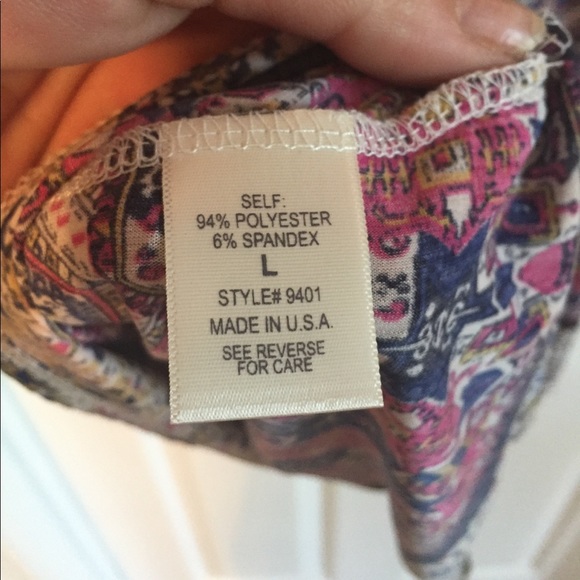 SELF:
94% POLYESTER
6% SPANDEX
L
STYLE# 9401
MADE IN U.S.A.
SEE REVERSE
FOR CARE